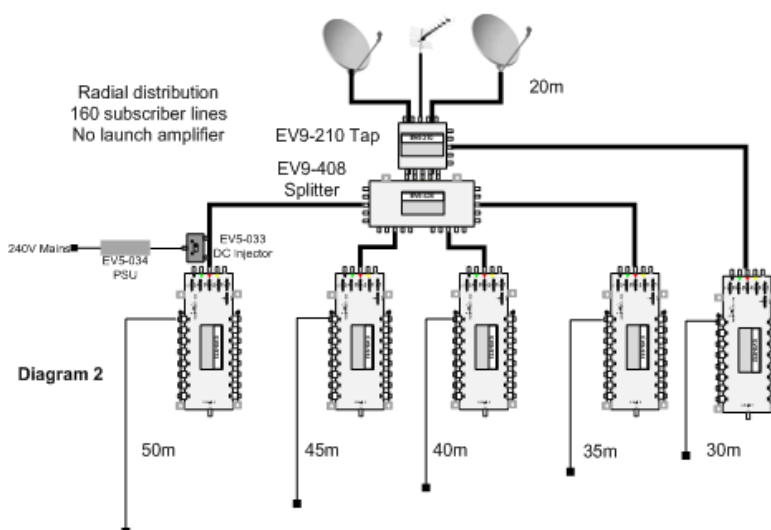 Radial distribution
160 subscriber lines
No launch amplifier
20m
EV9-210 Tap
EV9-408
Splitter
240V Mains
EV5-034
PSU
EV5-033
DC Injector
Diagram 2
50m
45m
40m
35m
30m